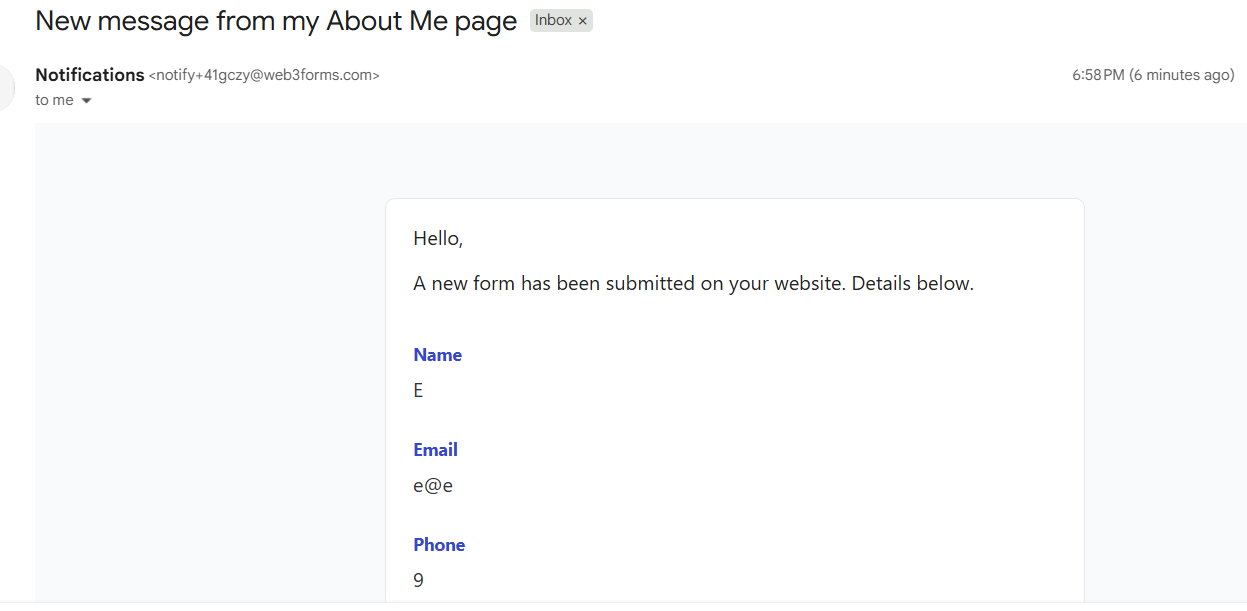 New message from my About Me page Inbox ×
Notifications <notify+41gczy@web3forms.com> 6:58 PM (6 minutes ago)
to me
Hello,
A new form has been submitted on your website. Details below.
Name
E
Email
e@e
Phone
9